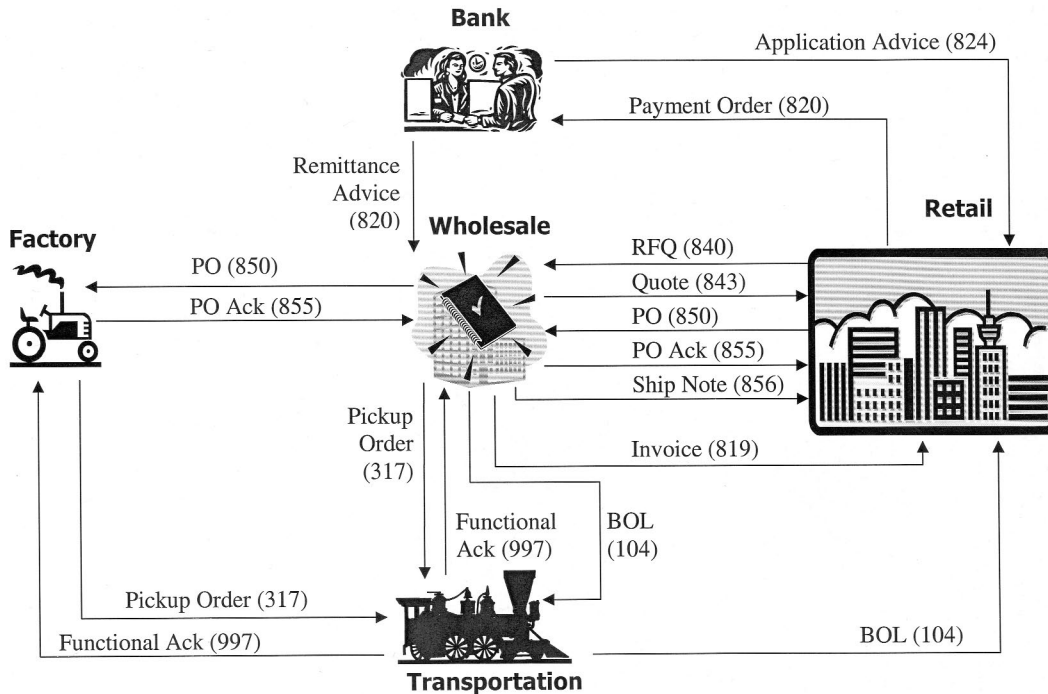 Bank
Application Advice (824)
Payment Order (820)
Remittance
Advice
(820)
Retail
Wholesale
Factory
RFQ (840)
PO (850)
Quote (843)
PO Ack (855)
PO (850)
PO Ack (855)
Ship Note (856)
Pickup
Order
(317)
Invoice (819)
Functional
Ack (997)
BOL
(104)
Pickup Order (317)
Functional Ack (997)
BOL (104)
Transportation